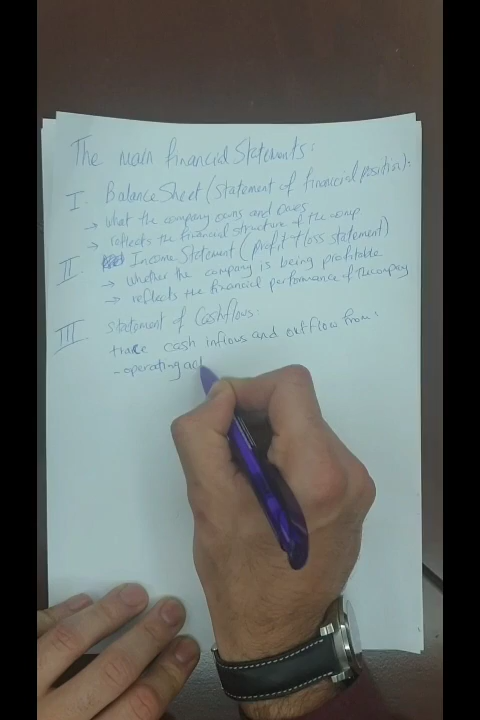 The main financial Statements:
I. Balance Sheet (Statement of financial position):
→ What the company owns and owes
→ reflects the financial structure of the comp
II Income Statement (profit + loss statement)
→ Whether the company is being profitable
→ reflects the financial performance of the company
III Statement of Cashflows:
trace cash inflows and outflow from:
- operating act